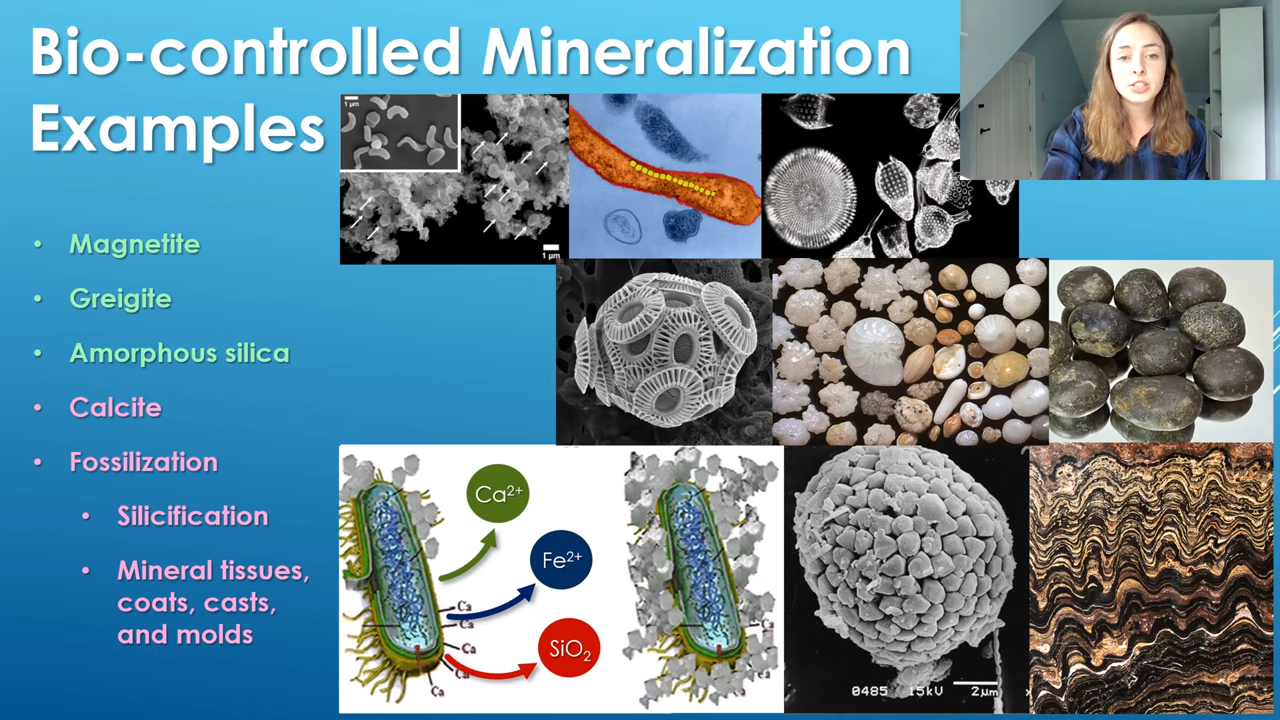 Bio-controlled Mineralization
Examples
1 µm
1 µm
• Magnetite
• Greigite
• Amorphous silica
• Calcite
• Fossilization
• Silicification
• Mineral tissues,
coats, casts,
and molds
Ca2+
Fe2+
SiO2
Ca
Ca
Ca
Ca
Ca
Ca
0485 15kV 2µm